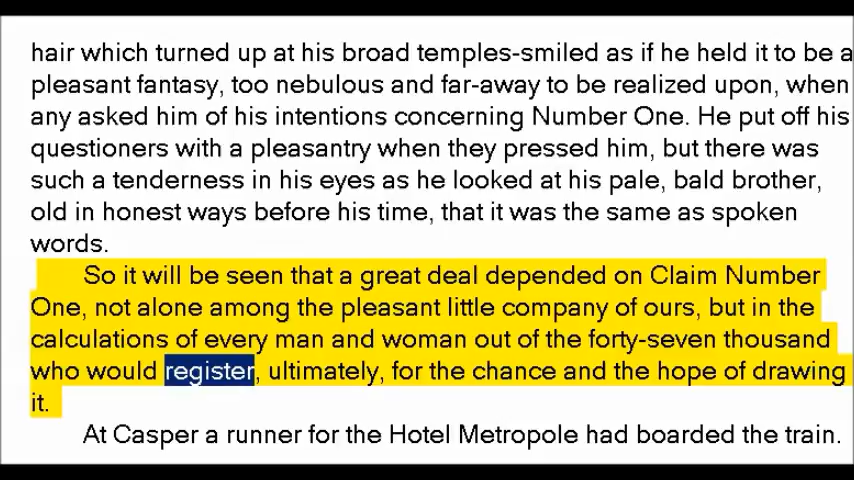 hair which turned up at his broad temples-smiled as if he held it to be a
pleasant fantasy, too nebulous and far-away to be realized upon, when
any asked him of his intentions concerning Number One. He put off his
questioners with a pleasantry when they pressed him, but there was
such a tenderness in his eyes as he looked at his pale, bald brother,
old in honest ways before his time, that it was the same as spoken
words.
So it will be seen that a great deal depended on Claim Number
One, not alone among the pleasant little company of ours, but in the
calculations of every man and woman out of the forty-seven thousand
who would register, ultimately, for the chance and the hope of drawing
it.
At Casper a runner for the Hotel Metropole had boarded the train.